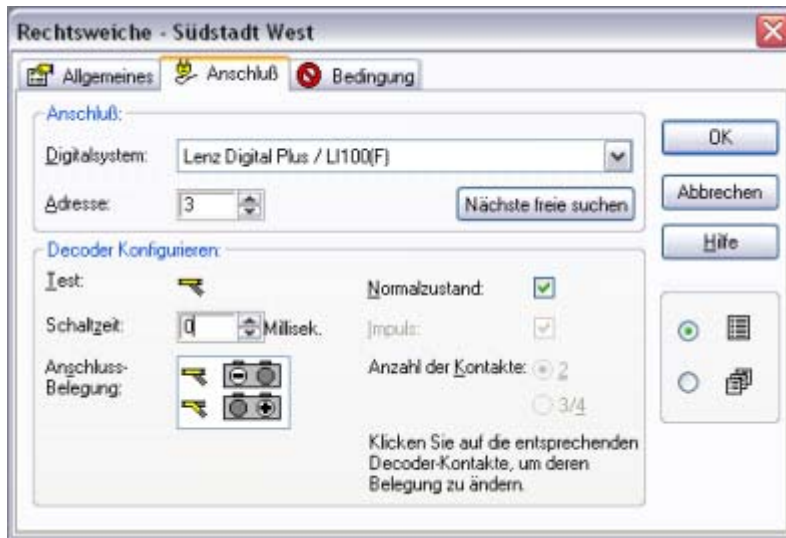 Rechtsweiche - Südstadt West
Allgemeines Anschluß Bedingung
Anschluß:
Digitalsystem: Lenz Digital Plus / LI100(F)
Adresse: 3 Nächste freie suchen
Decoder Konfigurieren:
Test:
Normalzustand:
Schaltzeit: 0 Millisek.
Impuls:
Anschluss-
Belegung:
Anzahl der Kontakte: 2
3/4
Klicken Sie auf die entsprechenden
Decoder-Kontakte, um deren
Belegung zu ändern.
OK
Abbrechen
Hilfe